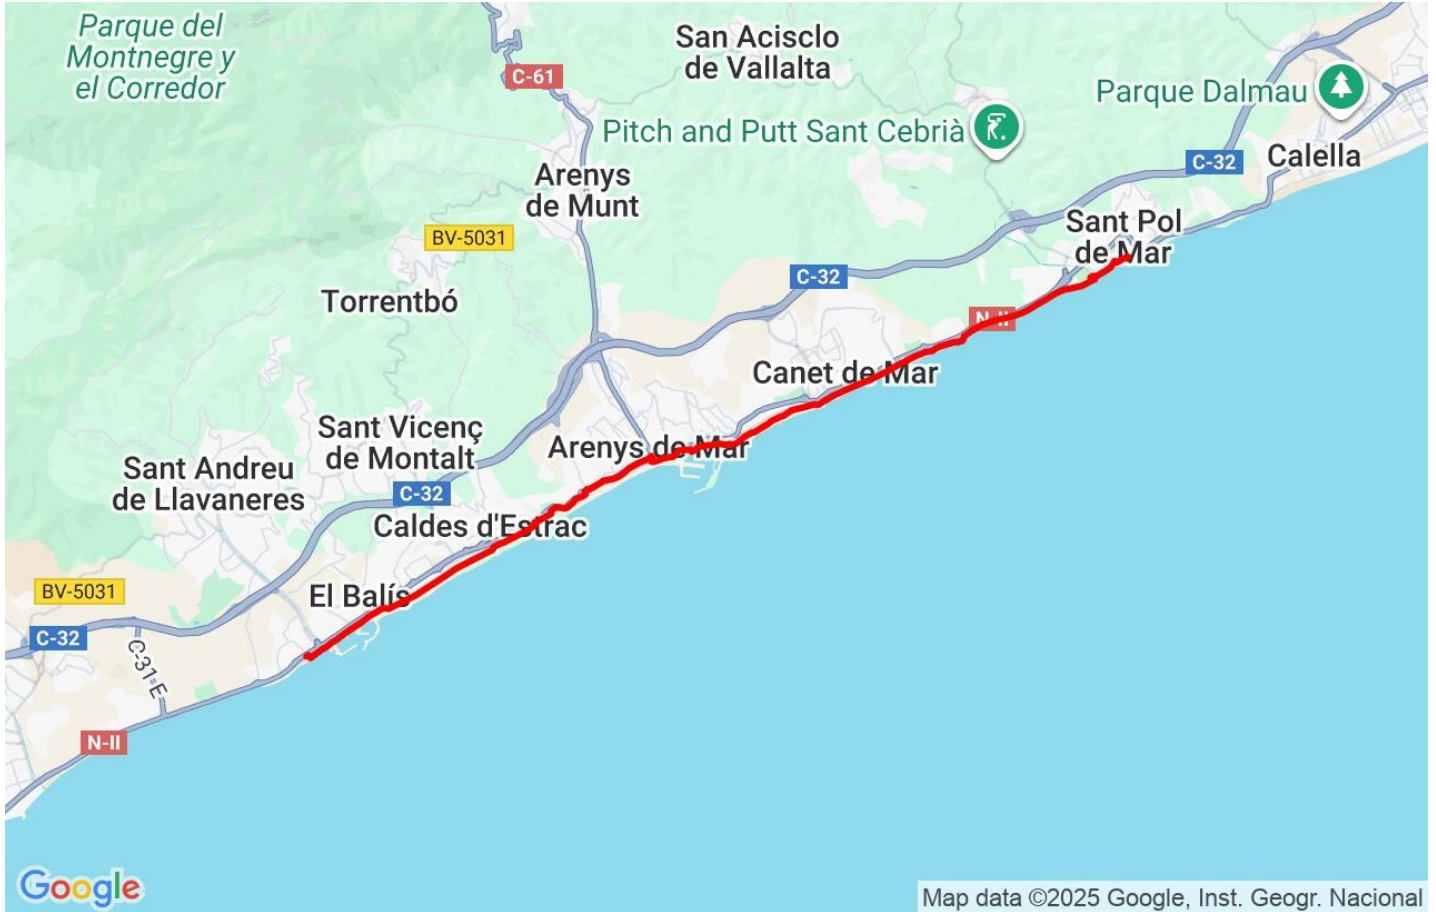 Parque del
Montnegre y
el Corredor
San Acisclo
de Vallalta
C-61
Parque Dalmau
Pitch and Putt Sant Cebrià
C-32
Calella
Arenys
de Munt
BV-5031
Sant Pol
de Mar
C-32
Torrentbó
N-II
Canet de Mar
Sant Vicenç
de Montalt
Arenys de Mar
Sant Andreu
de Llavaneres
C-32
Caldes d'Estrac
BV-5031
El Balís
C-32
C-31-E
N-II
Google
Map data ©2025 Google, Inst. Geogr. Nacional